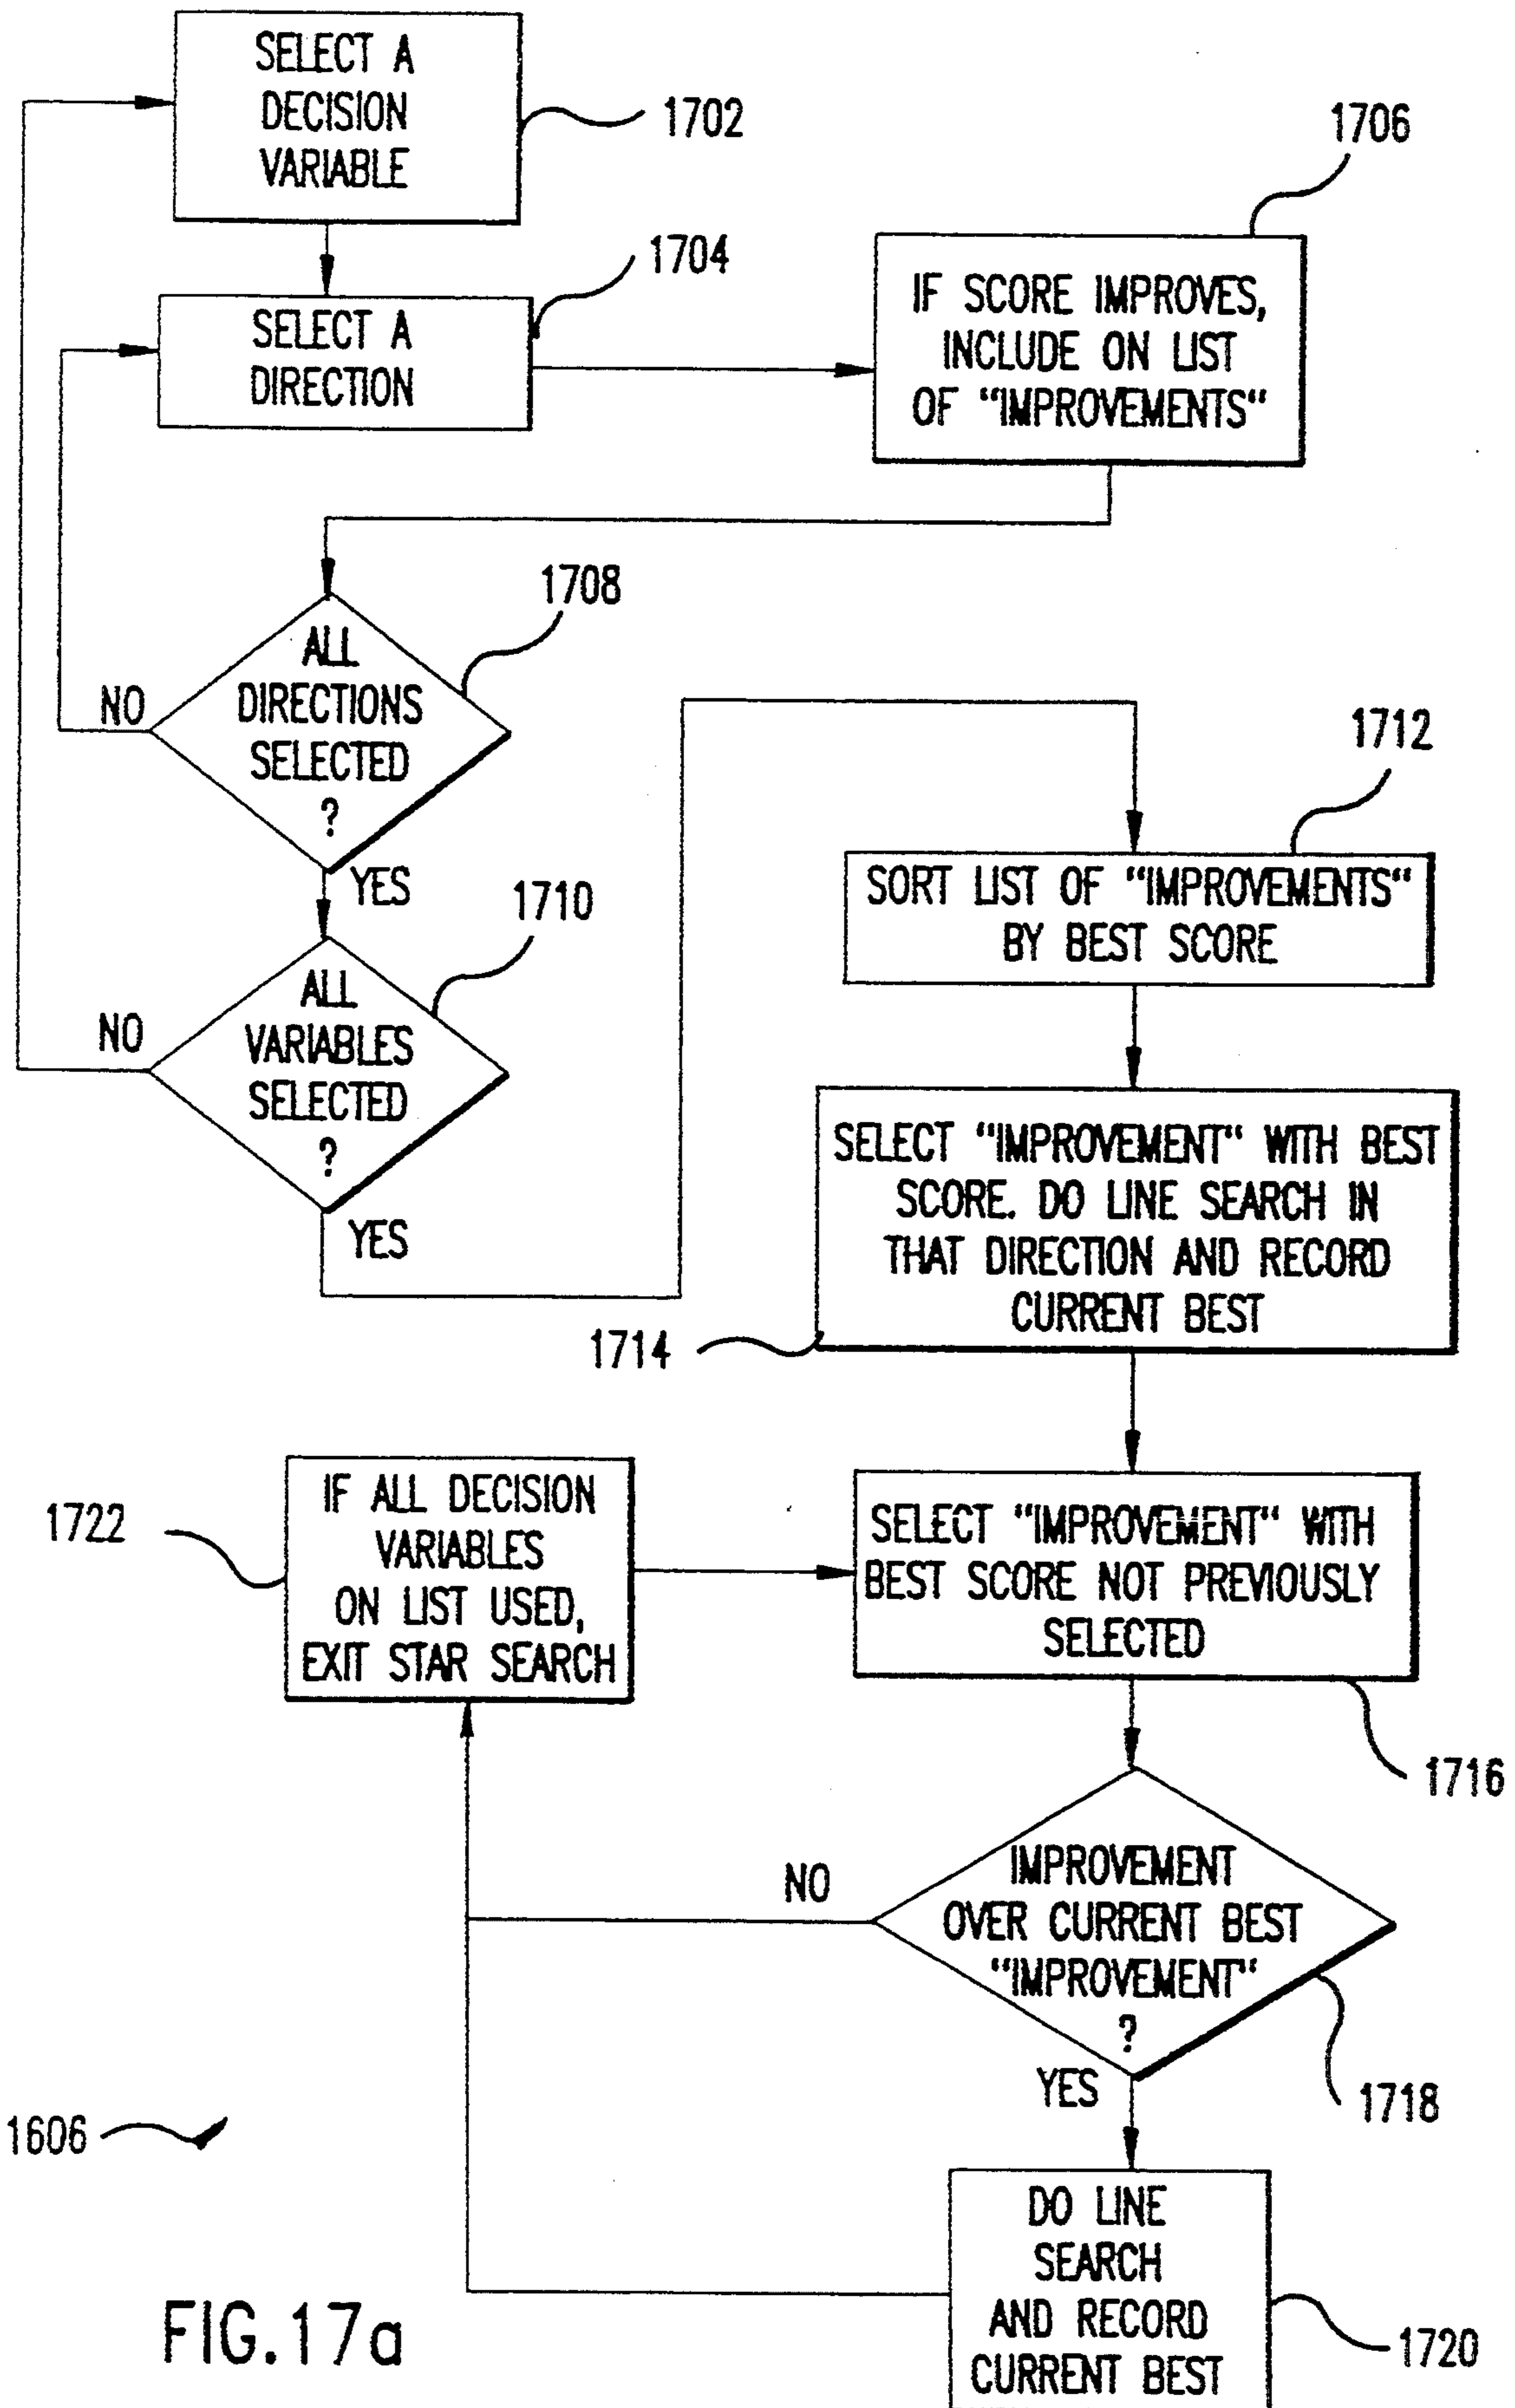 SELECT A
DECISION
VARIABLE
1702
SELECT A
DIRECTION
1704
IF SCORE IMPROVES,
INCLUDE ON LIST
OF "IMPROVEMENTS"
1706
ALL
DIRECTIONS
SELECTED
?
1708
NO
YES
ALL
VARIABLES
SELECTED
?
1710
NO
YES
SORT LIST OF "IMPROVEMENTS"
BY BEST SCORE
1712
SELECT "IMPROVEMENT" WITH BEST
SCORE. DO LINE SEARCH IN
THAT DIRECTION AND RECORD
CURRENT BEST
1714
SELECT "IMPROVEMENT" WITH
BEST SCORE NOT PREVIOUSLY
SELECTED
1716
IF ALL DECISION
VARIABLES
ON LIST USED,
EXIT STAR SEARCH
1722
IMPROVEMENT
OVER CURRENT BEST
"IMPROVEMENT"
?
1718
NO
YES
DO LINE
SEARCH
AND RECORD
CURRENT BEST
1720
1606
FIG.17a